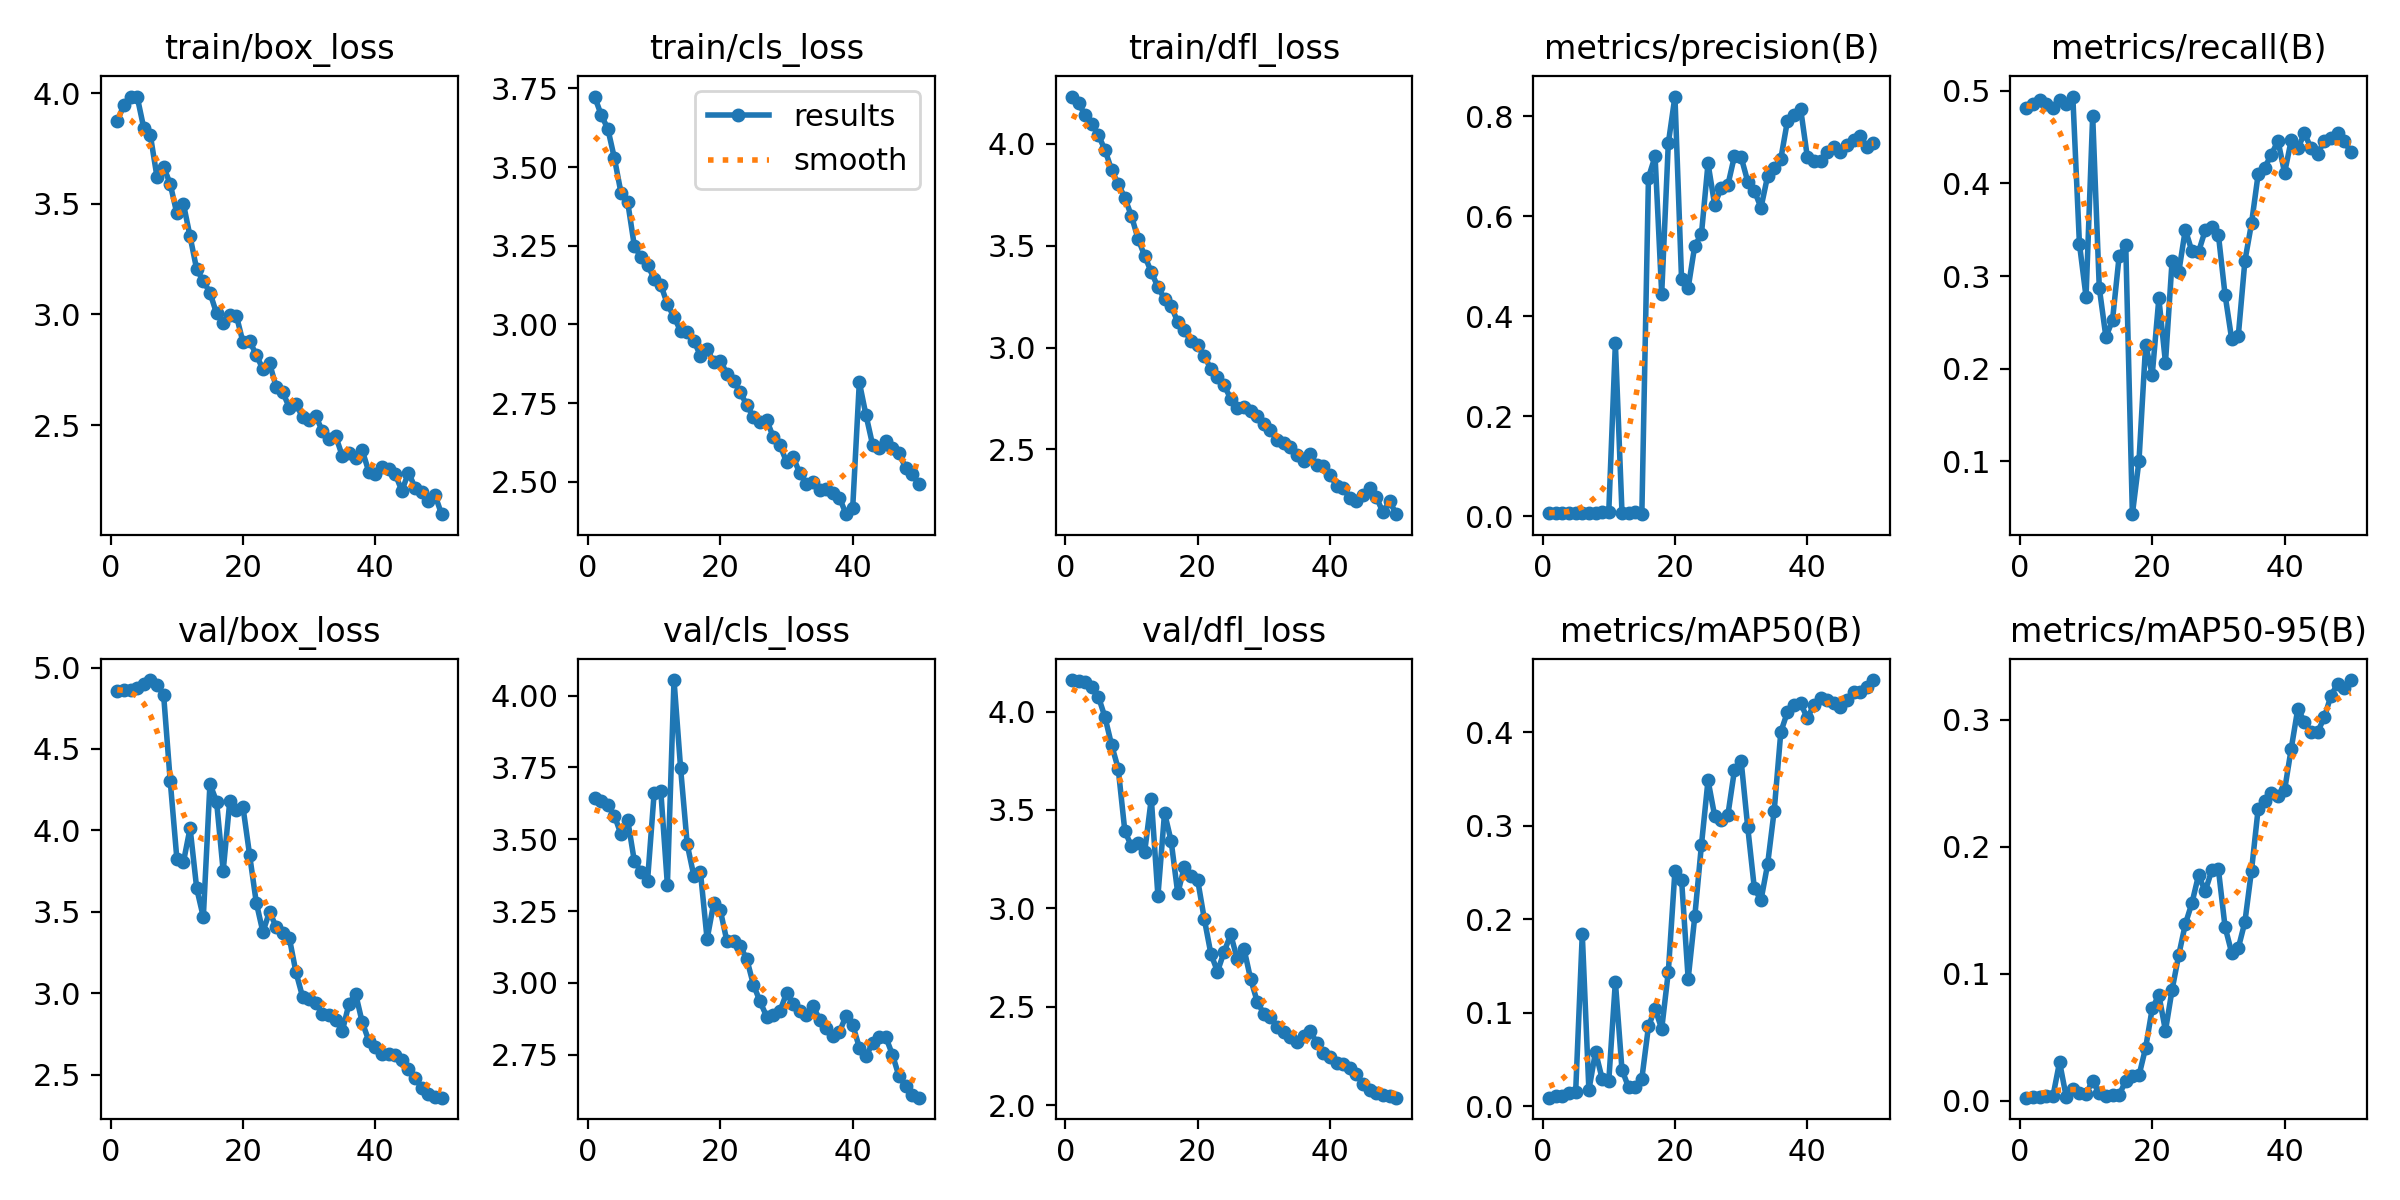 train/box_loss
4.0
3.5
3.0
2.5
0 20 40
train/cls_loss
results
smooth
3.75
3.50
3.25
3.00
2.75
2.50
0 20 40
train/dfl_loss
4.0
3.5
3.0
2.5
0 20 40
metrics/precision(B)
0.8
0.6
0.4
0.2
0.0
0 20 40
metrics/recall(B)
0.5
0.4
0.3
0.2
0.1
0 20 40
val/box_loss
5.0
4.5
4.0
3.5
3.0
2.5
0 20 40
val/cls_loss
4.00
3.75
3.50
3.25
3.00
2.75
0 20 40
val/dfl_loss
4.0
3.5
3.0
2.5
2.0
0 20 40
metrics/mAP50(B)
0.4
0.3
0.2
0.1
0.0
0 20 40
metrics/mAP50-95(B)
0.3
0.2
0.1
0.0
0 20 40